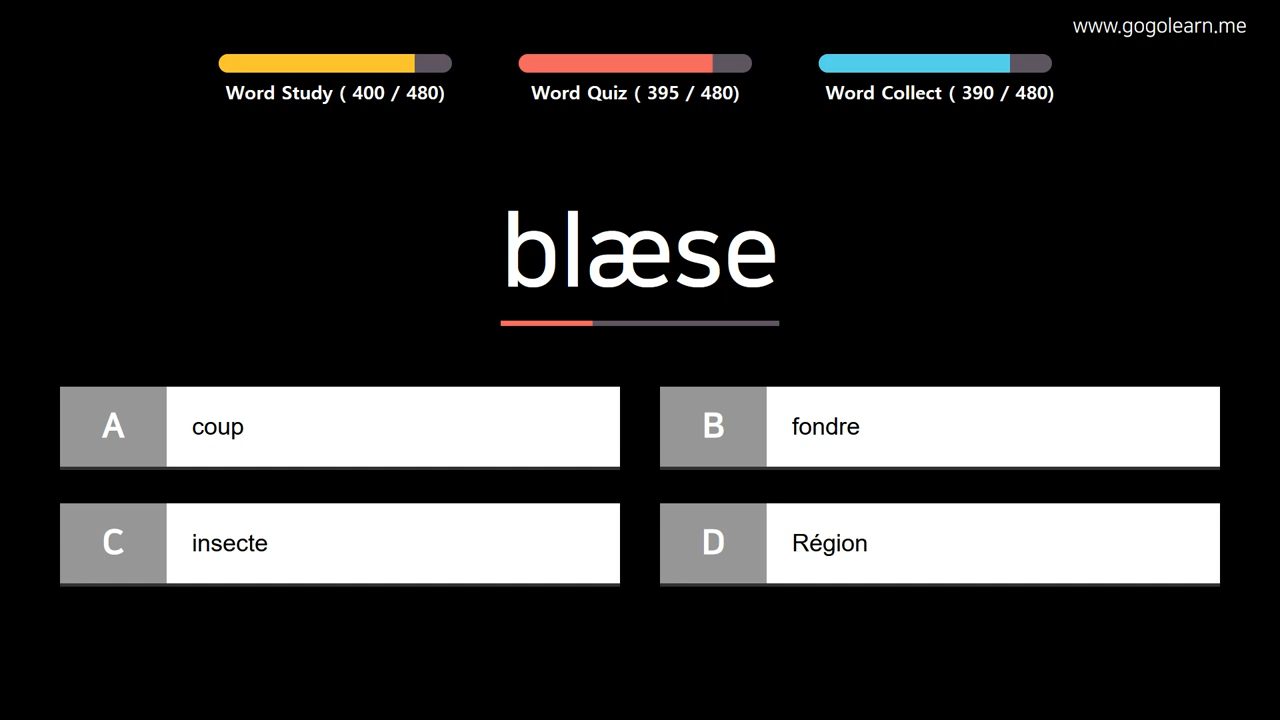 www.gogolearn.me
Word Study ( 400 / 480)
Word Quiz ( 395 / 480)
Word Collect ( 390 / 480)
blæse
A coup
B fondre
C insecte
D Région